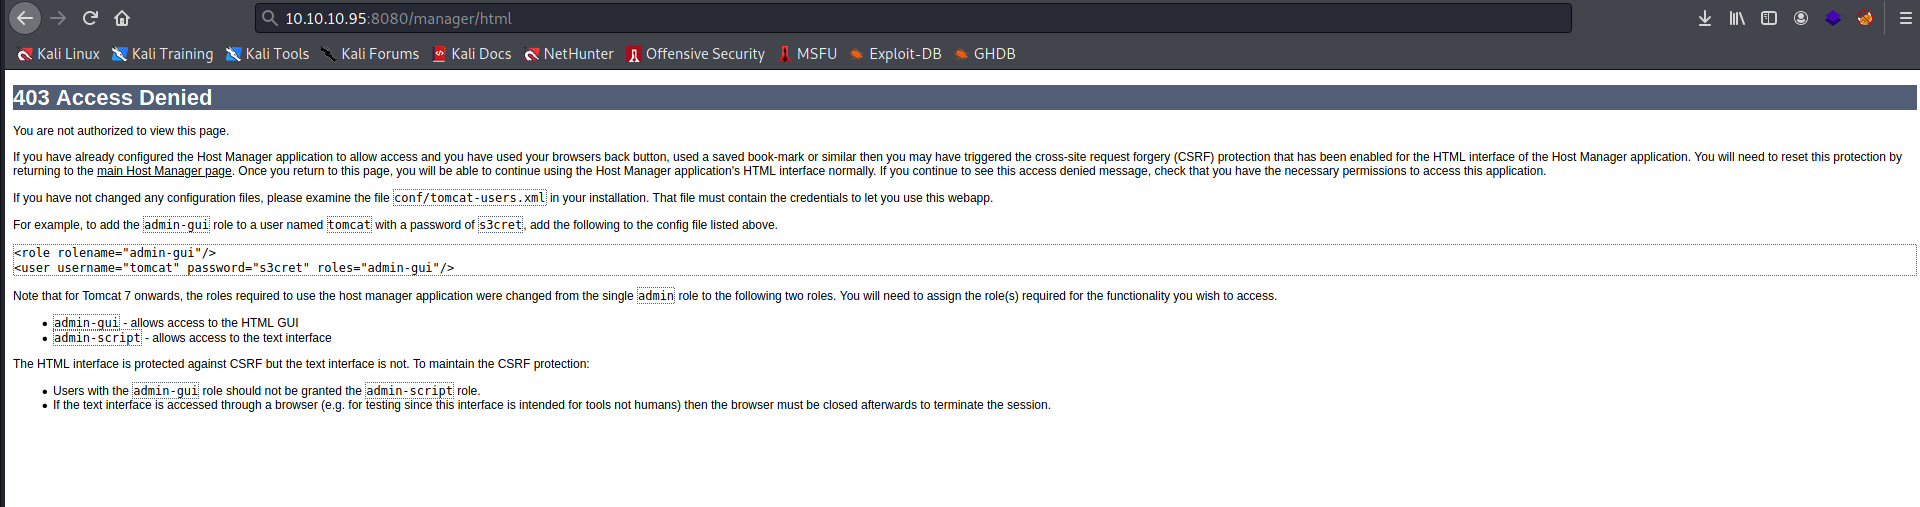 10.10.10.95:8080/manager/html
Kali Linux Kali Training Kali Tools Kali Forums Kali Docs NetHunter Offensive Security MSFU Exploit-DB GHDB
403 Access Denied
You are not authorized to view this page.
If you have already configured the Host Manager application to allow access and you have used your browsers back button, used a saved book-mark or similar then you may have triggered the cross-site request forgery (CSRF) protection that has been enabled for the HTML interface of the Host Manager application. You will need to reset this protection by
returning to the main Host Manager page. Once you return to this page, you will be able to continue using the Host Manager application's HTML interface normally. If you continue to see this access denied message, check that you have the necessary permissions to access this application.
If you have not changed any configuration files, please examine the file conf/tomcat-users.xml in your installation. That file must contain the credentials to let you use this webapp.
For example, to add the admin-gui role to a user named tomcat with a password of s3cret, add the following to the config file listed above.
<role rolename="admin-gui"/>
<user username="tomcat" password="s3cret" roles="admin-gui"/>
Note that for Tomcat 7 onwards, the roles required to use the host manager application were changed from the single admin role to the following two roles. You will need to assign the role(s) required for the functionality you wish to access.
• admin-gui - allows access to the HTML GUI
• admin-script - allows access to the text interface
The HTML interface is protected against CSRF but the text interface is not. To maintain the CSRF protection:
• Users with the admin-gui role should not be granted the admin-script role.
• If the text interface is accessed through a browser (e.g. for testing since this interface is intended for tools not humans) then the browser must be closed afterwards to terminate the session.